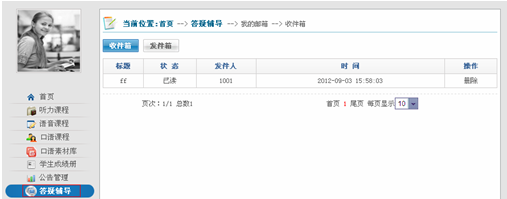 当前位置:首页 --> 答疑辅导 --> 我的邮箱 --> 收件箱
收件箱 发件箱
标题 状 态 发件人 时 间 操作
ff 已读 1001 2012-09-03 15:58:03 删除
页次：1/1 总数1 首页 1 尾页 每页显示 10
首页
听力课程
语音课程
口语课程
口语素材库
学生成绩册
公告管理
答疑辅导